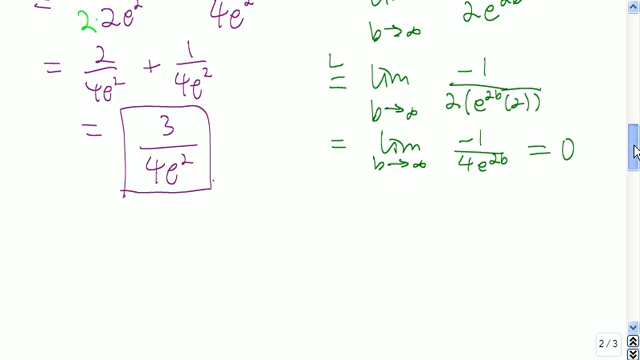 = 2·2e² 4e²
= 2/4e² + 1/4e²
= 3/4e²
b→∞ 2e^2b
L
= lim b→∞ -1/2(e^2b(2))
= lim b→∞ -1/4e^2b = 0
2 / 3